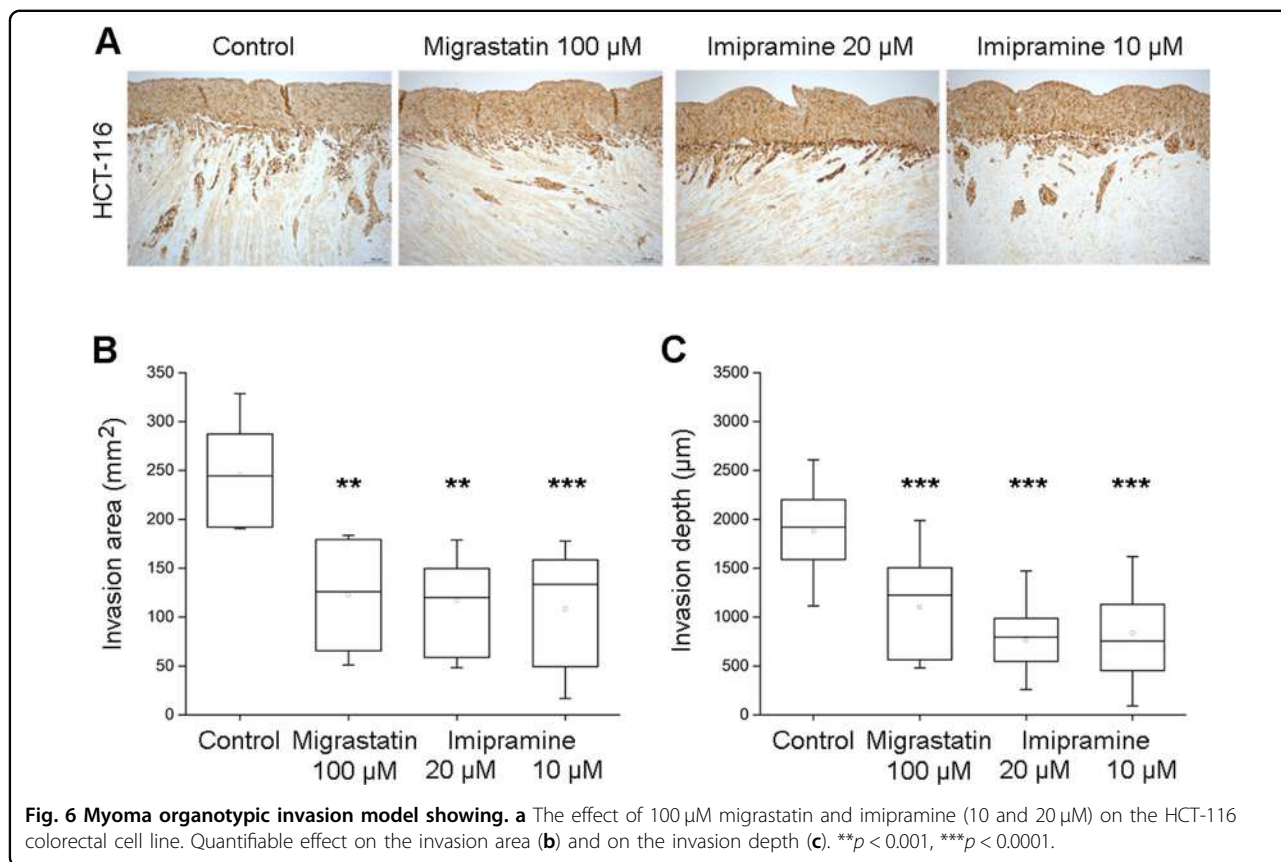 A
Control Migrastatin 100 µM Imipramine 20 µM Imipramine 10 µM
HCT-116
B
Invasion area (mm²)
350
300
250
200
150
100
50
0
** ** ***
Control Migrastatin Imipramine
100 µM 20 µM 10 µM
C
Invasion depth (µm)
3500
3000
2500
2000
1500
1000
500
0
*** *** ***
Control Migrastatin Imipramine
100 µM 20 µM 10 µM
Fig. 6 Myoma organotypic invasion model showing. a The effect of 100 µM migrastatin and imipramine (10 and 20 µM) on the HCT-116
colorectal cell line. Quantifiable effect on the invasion area (b) and on the invasion depth (c). **p < 0.001, ***p < 0.0001.